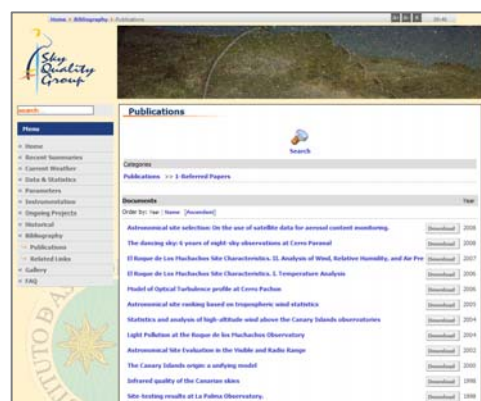 Home > Bibliography > Publications
A+ A- R
Sky
Quality
Group
search...
Menu
Home
Recent Summaries
Current Weather
Data & Statistics
Parameters
Instrumentation
Ongoing Projects
Historical
Bibliography
Publications
Related Links
Gallery
FAQ
Publications
Search
Categories
Publications >> 1-Referred Papers
Documents Year
Order by: Year | Name [Ascendant]
Astronomical site selection: On the use of satellite data for aerosol content monitoring. Download 2008
The dancing sky: 6 years of night-sky observations at Cerro Paranal Download 2008
El Roque de Los Muchachos Site Characteristics. II. Analysis of Wind, Relative Humidity, and Air Pre Download 2007
El Roque de Los Muchachos Site Characteristics. I. Temperature Analysis Download 2006
Model of Optical Turbulence profile at Cerro Pachon Download 2006
Astronomical site ranking based on tropospheric wind statistics Download 2005
Statistics and analysis of high-altitude wind above the Canary Islands observatories Download 2004
Light Pollution at the Roque de los Muchachos Observatory Download 2004
Astronomical Site Evaluation in the Visible and Radio Range Download 2002
The Canary Islands origin: a unifying model Download 2000
Infrared quality of the Canarian skies Download 1998
Site-testing results at La Palma Observatory. Download 1998